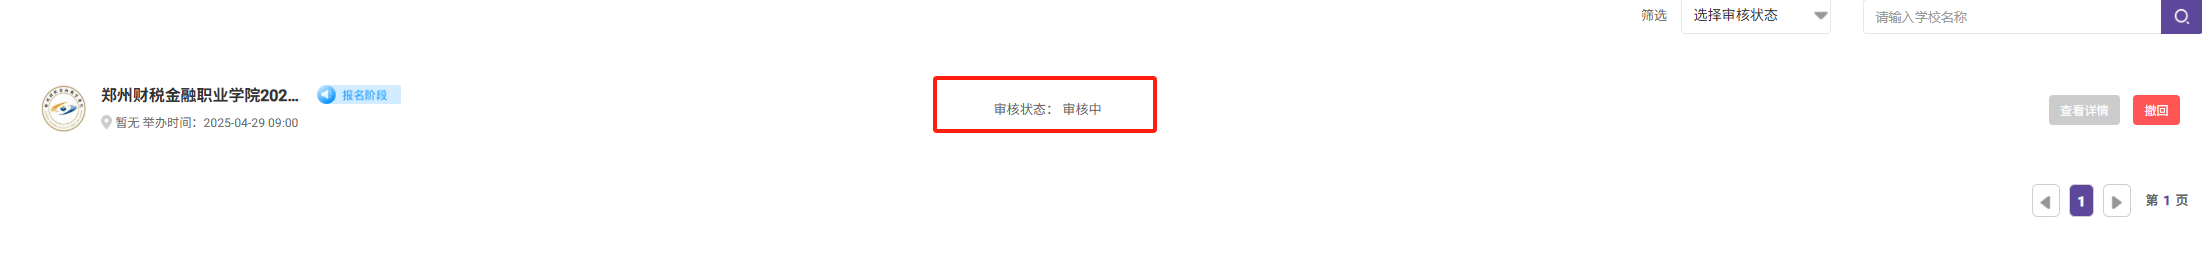 筛选 选择审核状态 请输入学校名称
郑州财税金融职业学院202... 报名阶段
暂无 举办时间：2025-04-29 09:00
审核状态： 审核中
查看详情 撤回
1 第 1 页